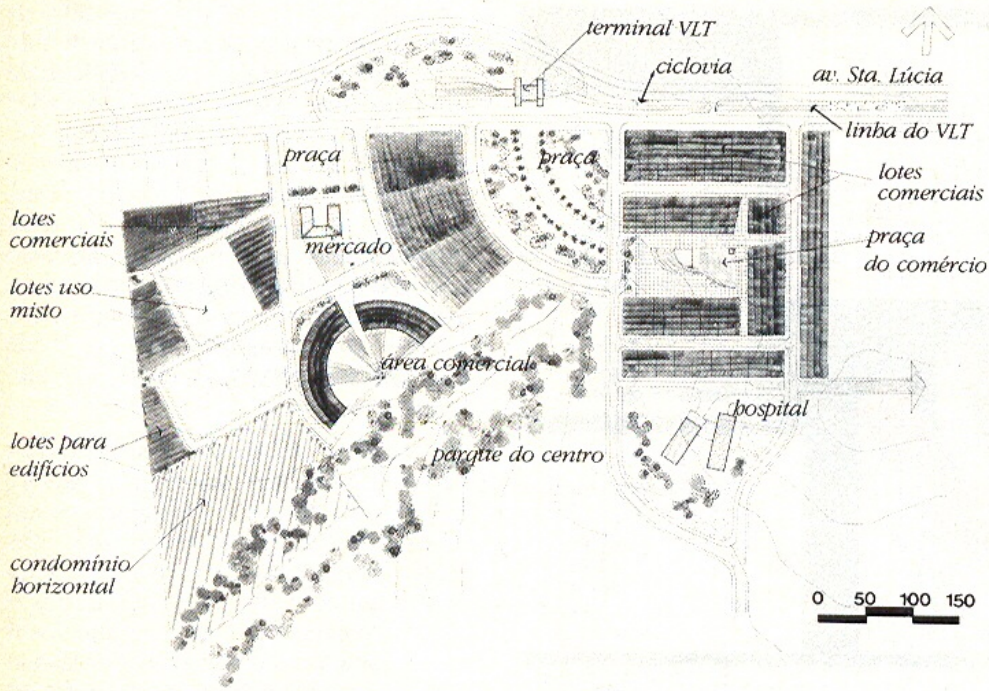 terminal VLT
ciclovia
av. Sta. Lúcia
linha do VLT
praça
praça
lotes
comerciais
lotes
comerciais
mercado
praça
do comércio
lotes uso
misto
área comercial
hospital
lotes para
edifícios
parque do centro
condomínio
horizontal
0 50 100 150